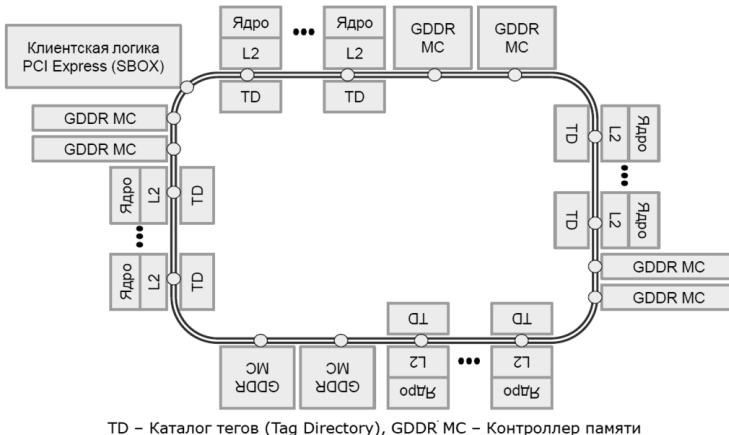 Клиентская логика
PCI Express (SBOX)
Ядро
L2
TD
•••
Ядро
L2
TD
GDDR
MC
GDDR
MC
GDDR MC
GDDR MC
Ядро
L2
TD
•••
Ядро
L2
TD
TD
L2
Ядро
•••
TD
L2
Ядро
GDDR MC
GDDR MC
GDDR
MC
GDDR
MC
TD
L2
Ядро
•••
TD
L2
Ядро
TD – Каталог тегов (Tag Directory), GDDR MC – Контроллер памяти